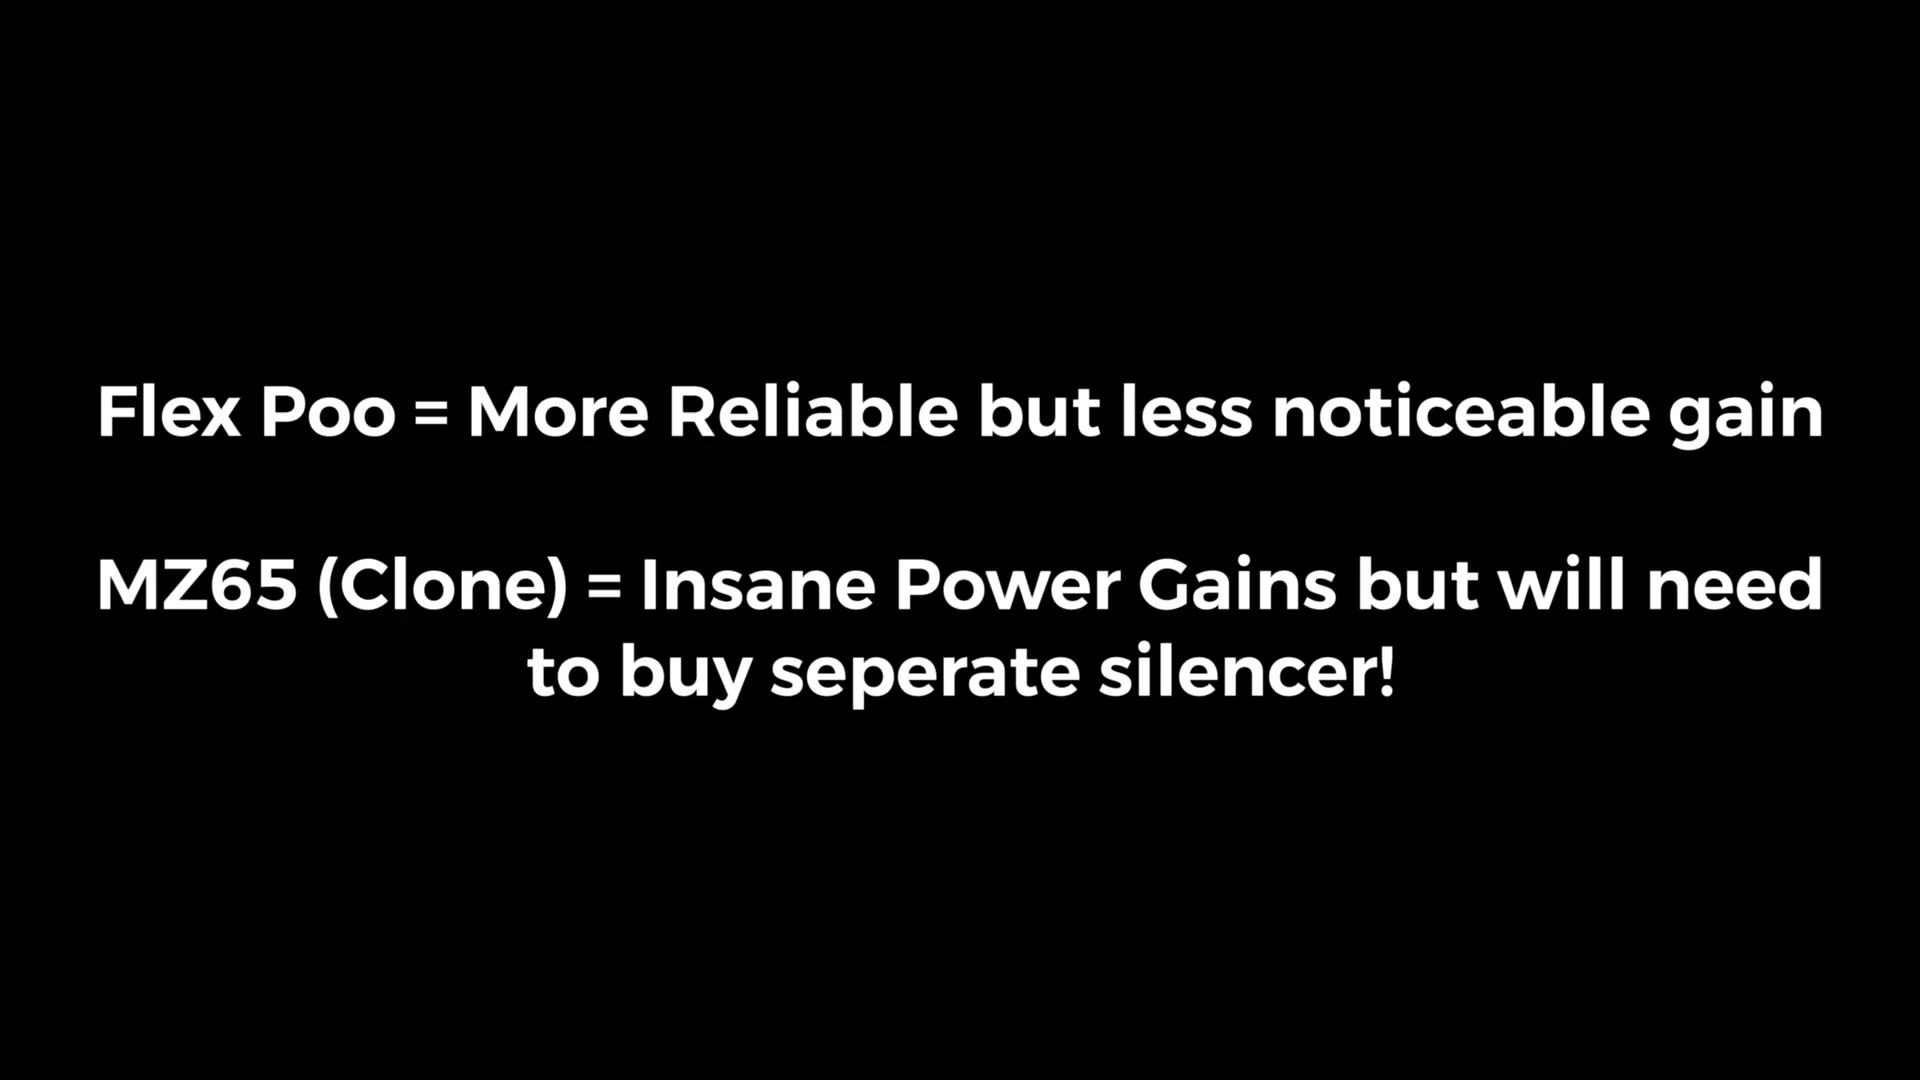 Flex Poo = More Reliable but less noticeable gain
MZ65 (Clone) = Insane Power Gains but will need
to buy seperate silencer!